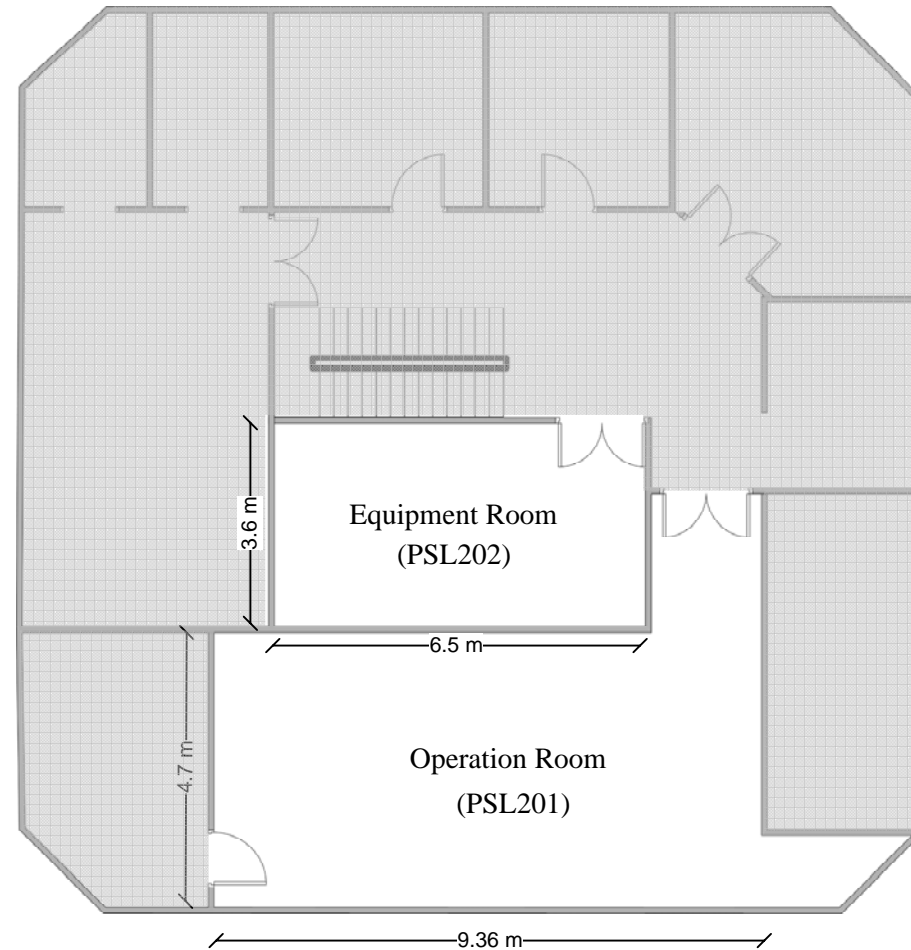 3.6 m
Equipment Room
(PSL202)
6.5 m
4.7 m
Operation Room
(PSL201)
9.36 m